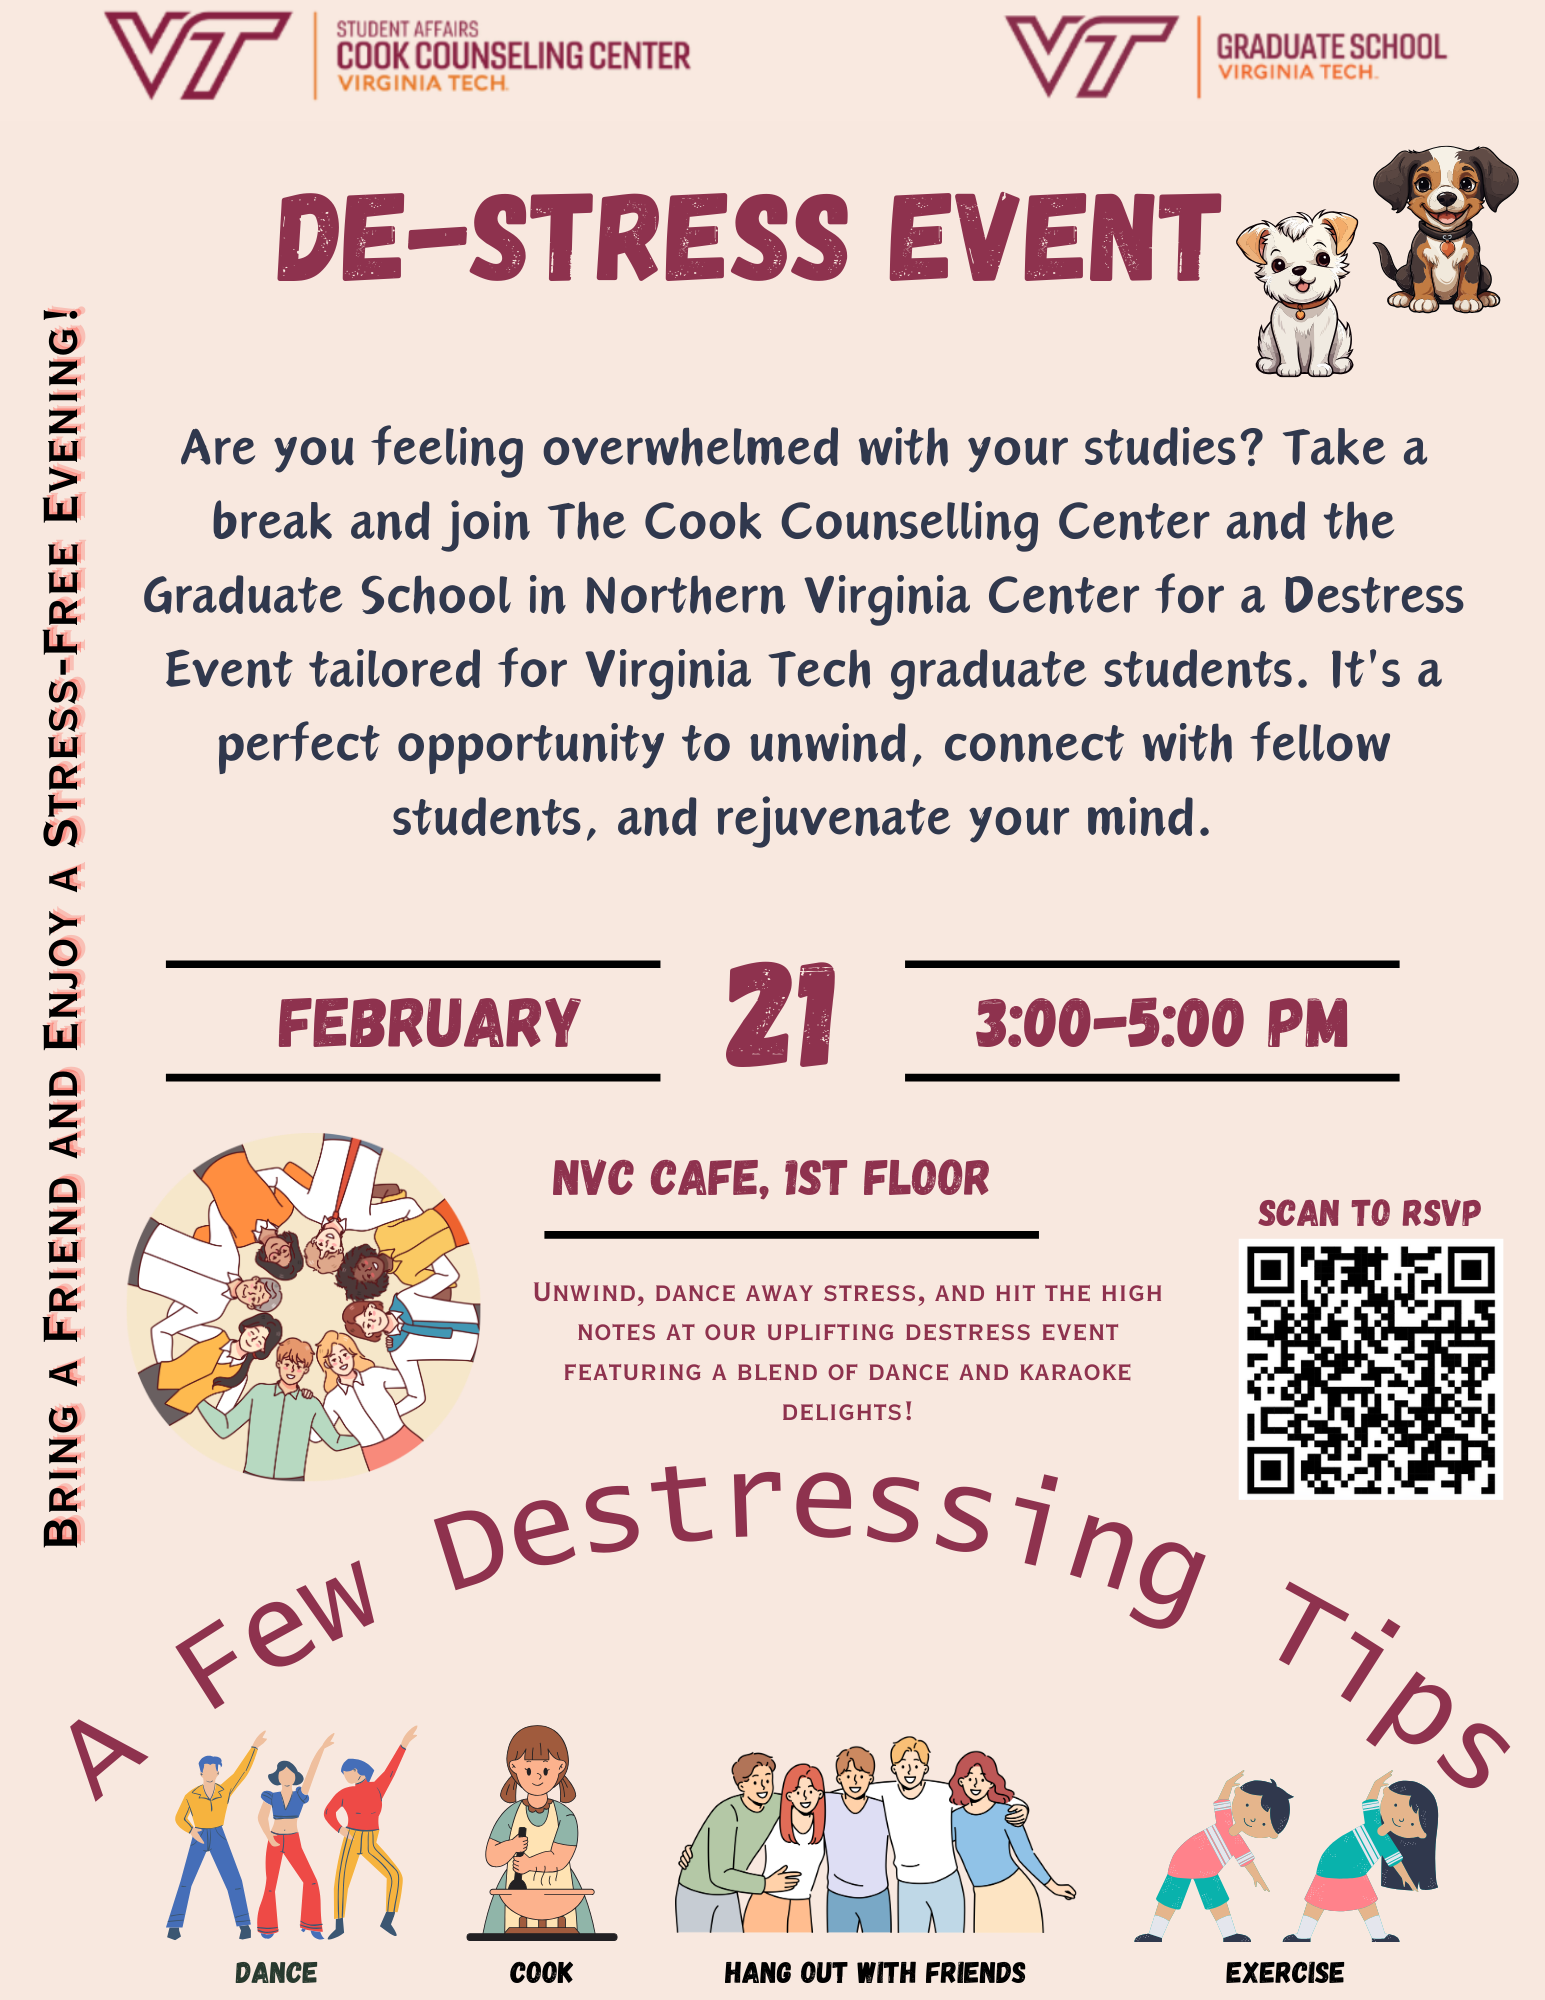 STUDENT AFFAIRS
COOK COUNSELING CENTER
VIRGINIA TECH.
GRADUATE SCHOOL
VIRGINIA TECH.
DE-STRESS EVENT
Bring a Friend and Enjoy a Stress-Free Evening!
Are you feeling overwhelmed with your studies? Take a
break and join The Cook Counselling Center and the
Graduate School in Northern Virginia Center for a Destress
Event tailored for Virginia Tech graduate students. It's a
perfect opportunity to unwind, connect with fellow
students, and rejuvenate your mind.
FEBRUARY
21
3:00-5:00 PM
NVC CAFE, 1ST FLOOR
Unwind, dance away stress, and hit the high
notes at our uplifting destress event
featuring a blend of dance and karaoke
delights!
SCAN TO RSVP
A Few Destressing Tips
DANCE
COOK
HANG OUT WITH FRIENDS
EXERCISE